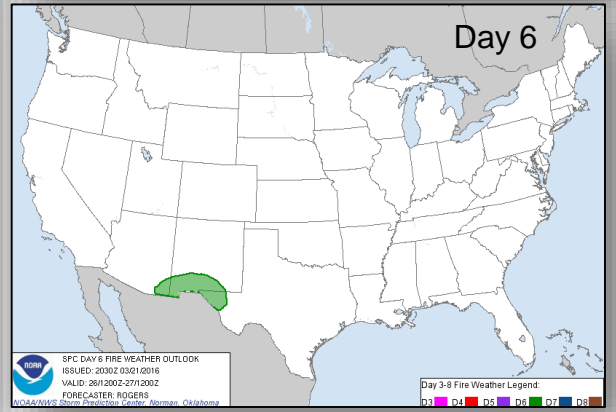 Day 6
NOAA
SPC DAY 6 FIRE WEATHER OUTLOOK
ISSUED: 2030Z 03/21/2016
VALID: 26/1200Z-27/1200Z
FORECASTER: ROGERS
NOAA/NWS Storm Prediction Center, Norman, Oklahoma
Day 3-8 Fire Weather Legend:
D3 D4 D5 D6 D7 D8